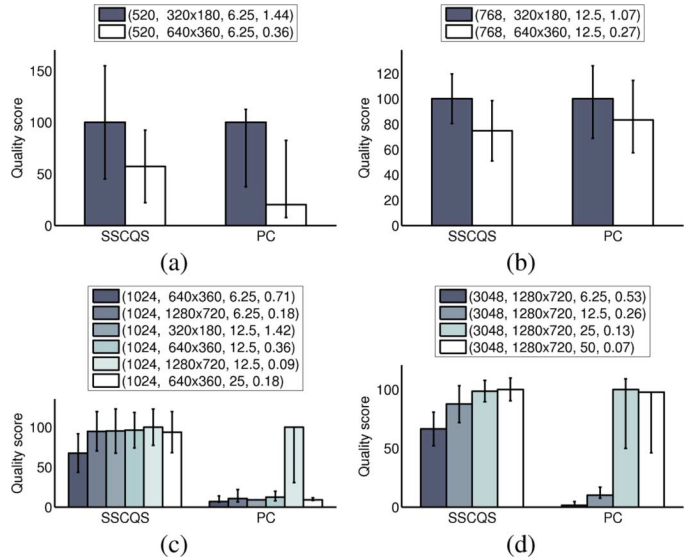 (520, 320x180, 6.25, 1.44)
(520, 640x360, 6.25, 0.36)
150
100
50
0
Quality score
SSCQS PC
(a)
(768, 320x180, 12.5, 1.07)
(768, 640x360, 12.5, 0.27)
120
100
80
60
40
20
0
Quality score
SSCQS PC
(b)
(1024, 640x360, 6.25, 0.71)
(1024, 1280x720, 6.25, 0.18)
(1024, 320x180, 12.5, 1.42)
(1024, 640x360, 12.5, 0.36)
(1024, 1280x720, 12.5, 0.09)
(1024, 640x360, 25, 0.18)
100
50
0
Quality score
SSCQS PC
(c)
(3048, 1280x720, 6.25, 0.53)
(3048, 1280x720, 12.5, 0.26)
(3048, 1280x720, 25, 0.13)
(3048, 1280x720, 50, 0.07)
100
50
0
Quality score
SSCQS PC
(d)